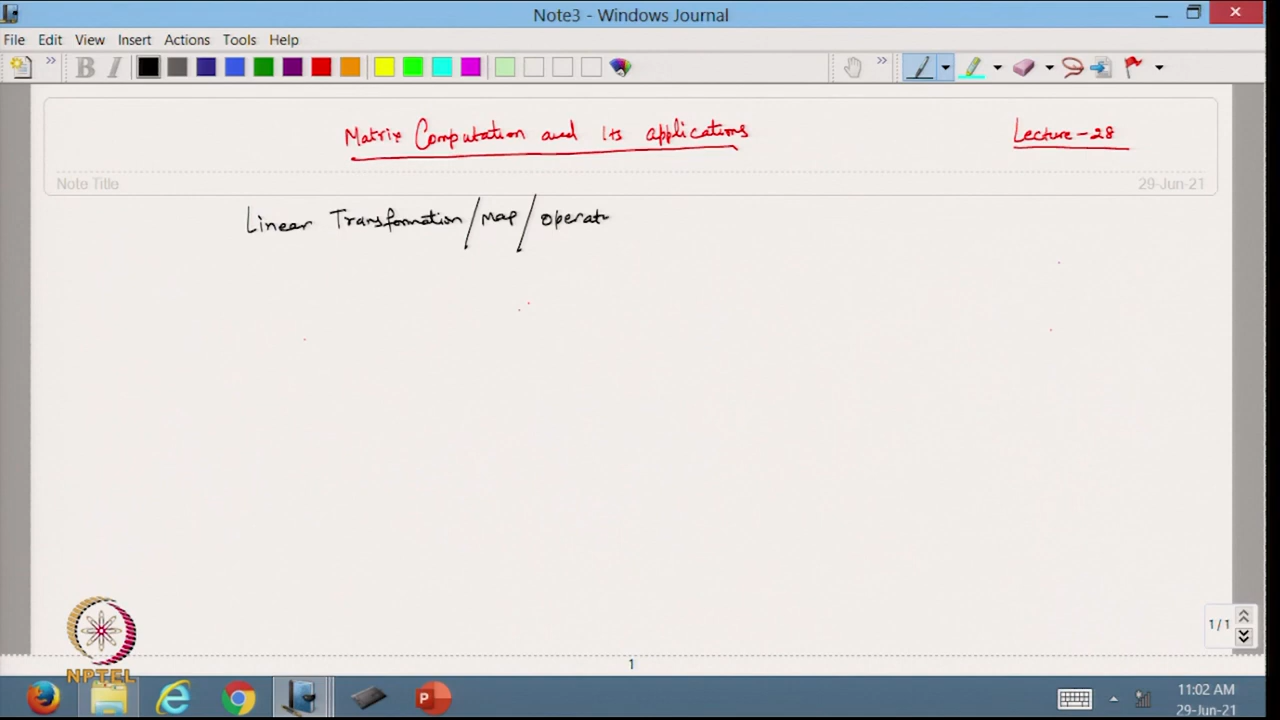 Note3 - Windows Journal
File Edit View Insert Actions Tools Help
B I
Matrix Computation and Its applications
Lecture-28
Note Title
29-Jun-21
Linear Transformation/Map/operat
1/1
NPTEL
1
11:02 AM
29-Jun-21